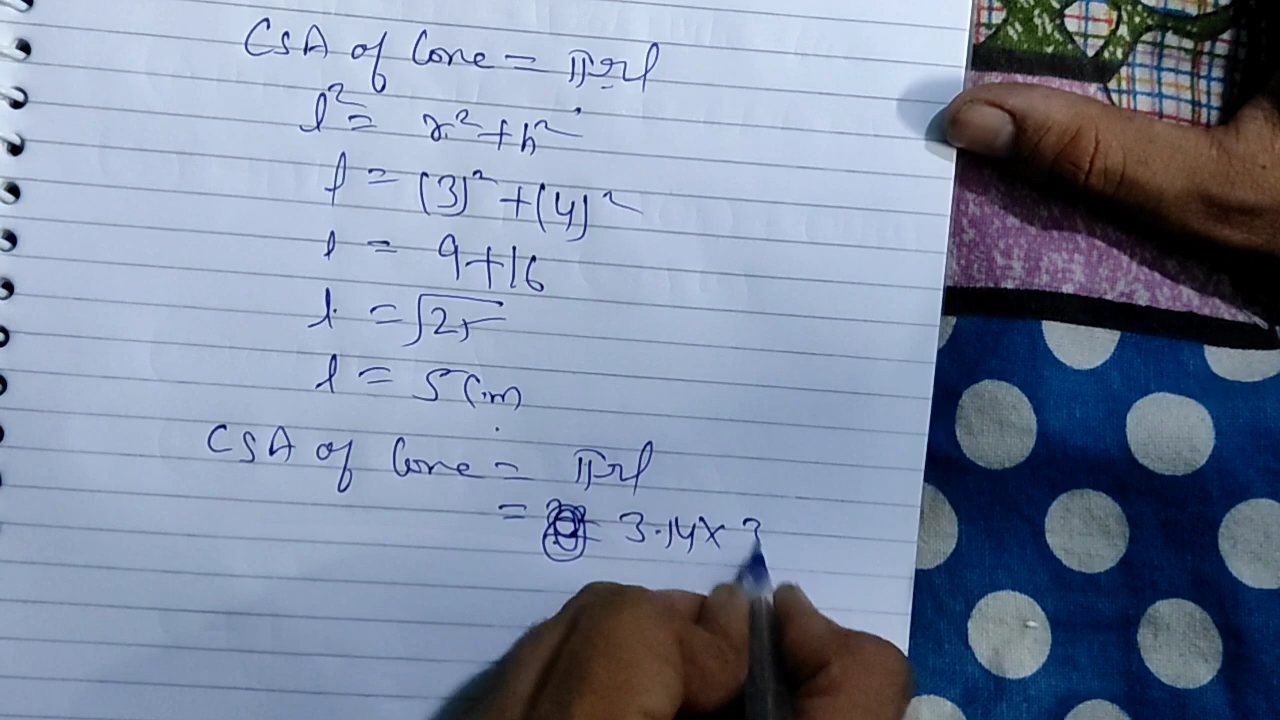 CSA of Cone = πrl
l² = r² + h²
l = (3)² + (4)²
l = 9 + 16
l = √25
l = 5 cm
CSA of Cone = πrl
= 3.14 × 3